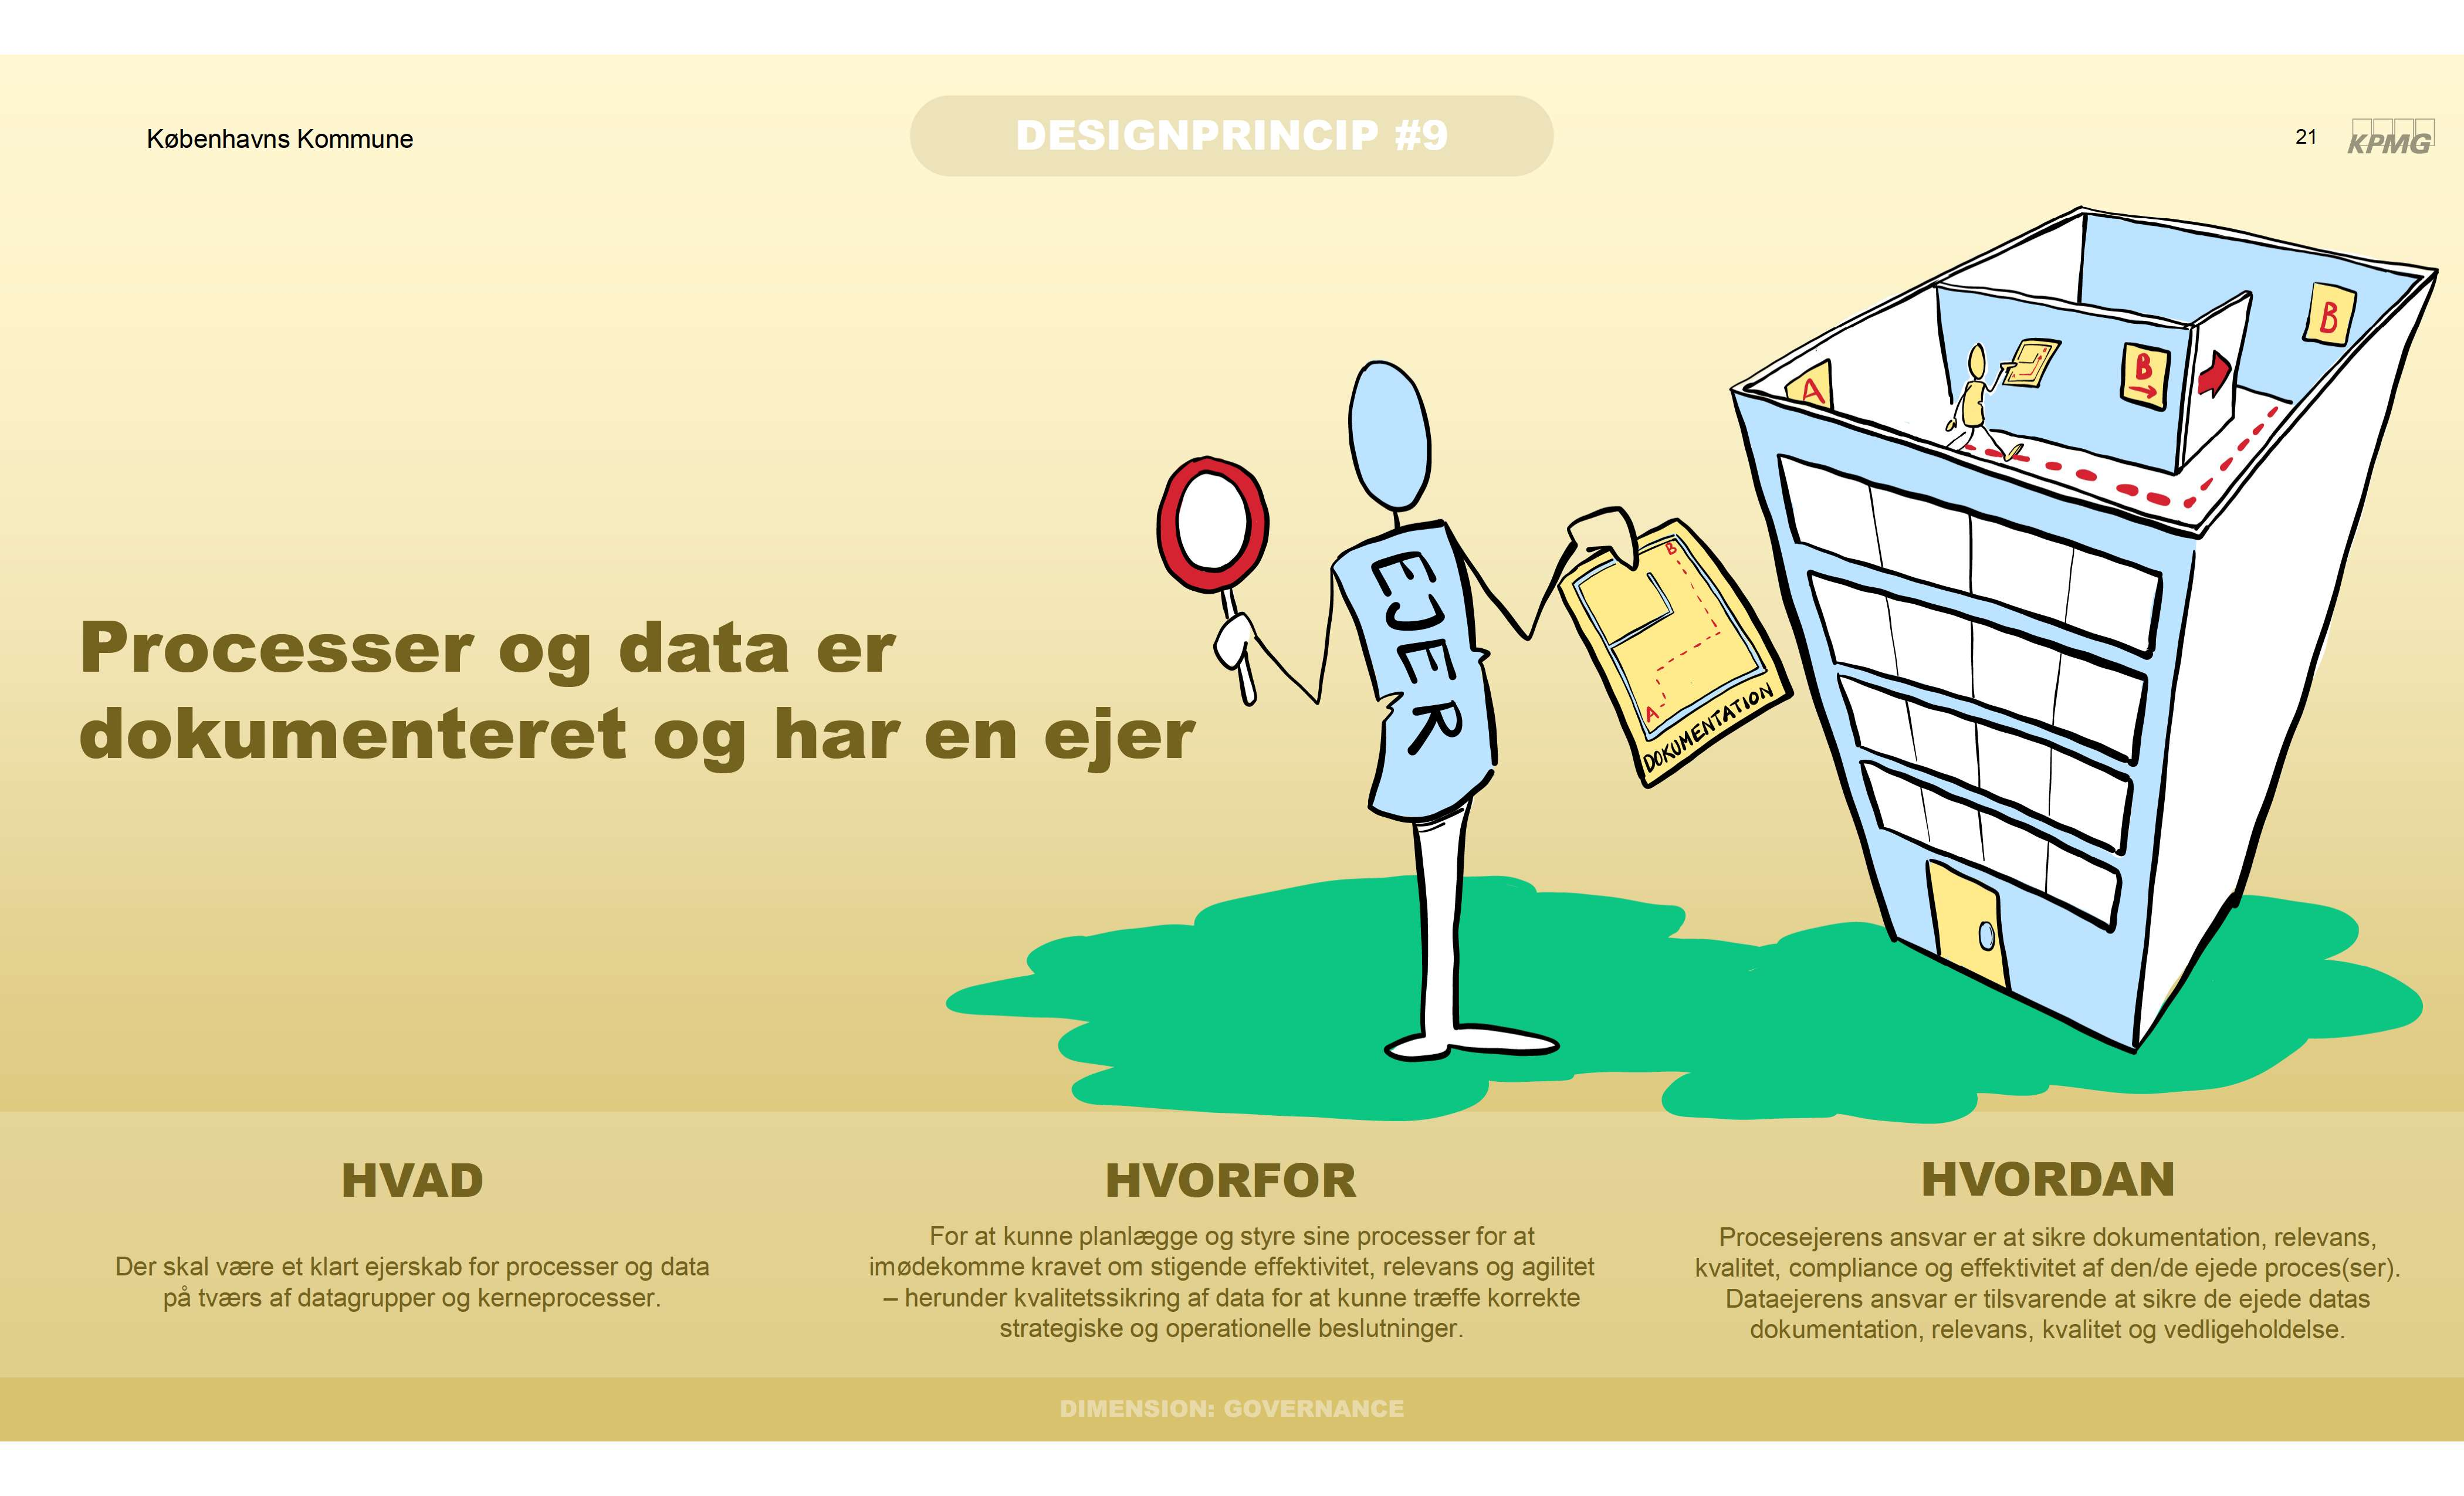 Københavns Kommune
DESIGNPRINCIP #9
21
KPMG
Processer og data er
dokumenteret og har en ejer
EJER
A
B
DOKUMENTATION
A
B
B
HVAD
Der skal være et klart ejerskab for processer og data
på tværs af datagrupper og kerneprocesser.
HVORFOR
For at kunne planlægge og styre sine processer for at
imødekomme kravet om stigende effektivitet, relevans og agilitet
– herunder kvalitetssikring af data for at kunne træffe korrekte
strategiske og operationelle beslutninger.
HVORDAN
Procesejerens ansvar er at sikre dokumentation, relevans,
kvalitet, compliance og effektivitet af den/de ejede proces(ser).
Dataejerens ansvar er tilsvarende at sikre de ejede datas
dokumentation, relevans, kvalitet og vedligeholdelse.
DIMENSION: GOVERNANCE